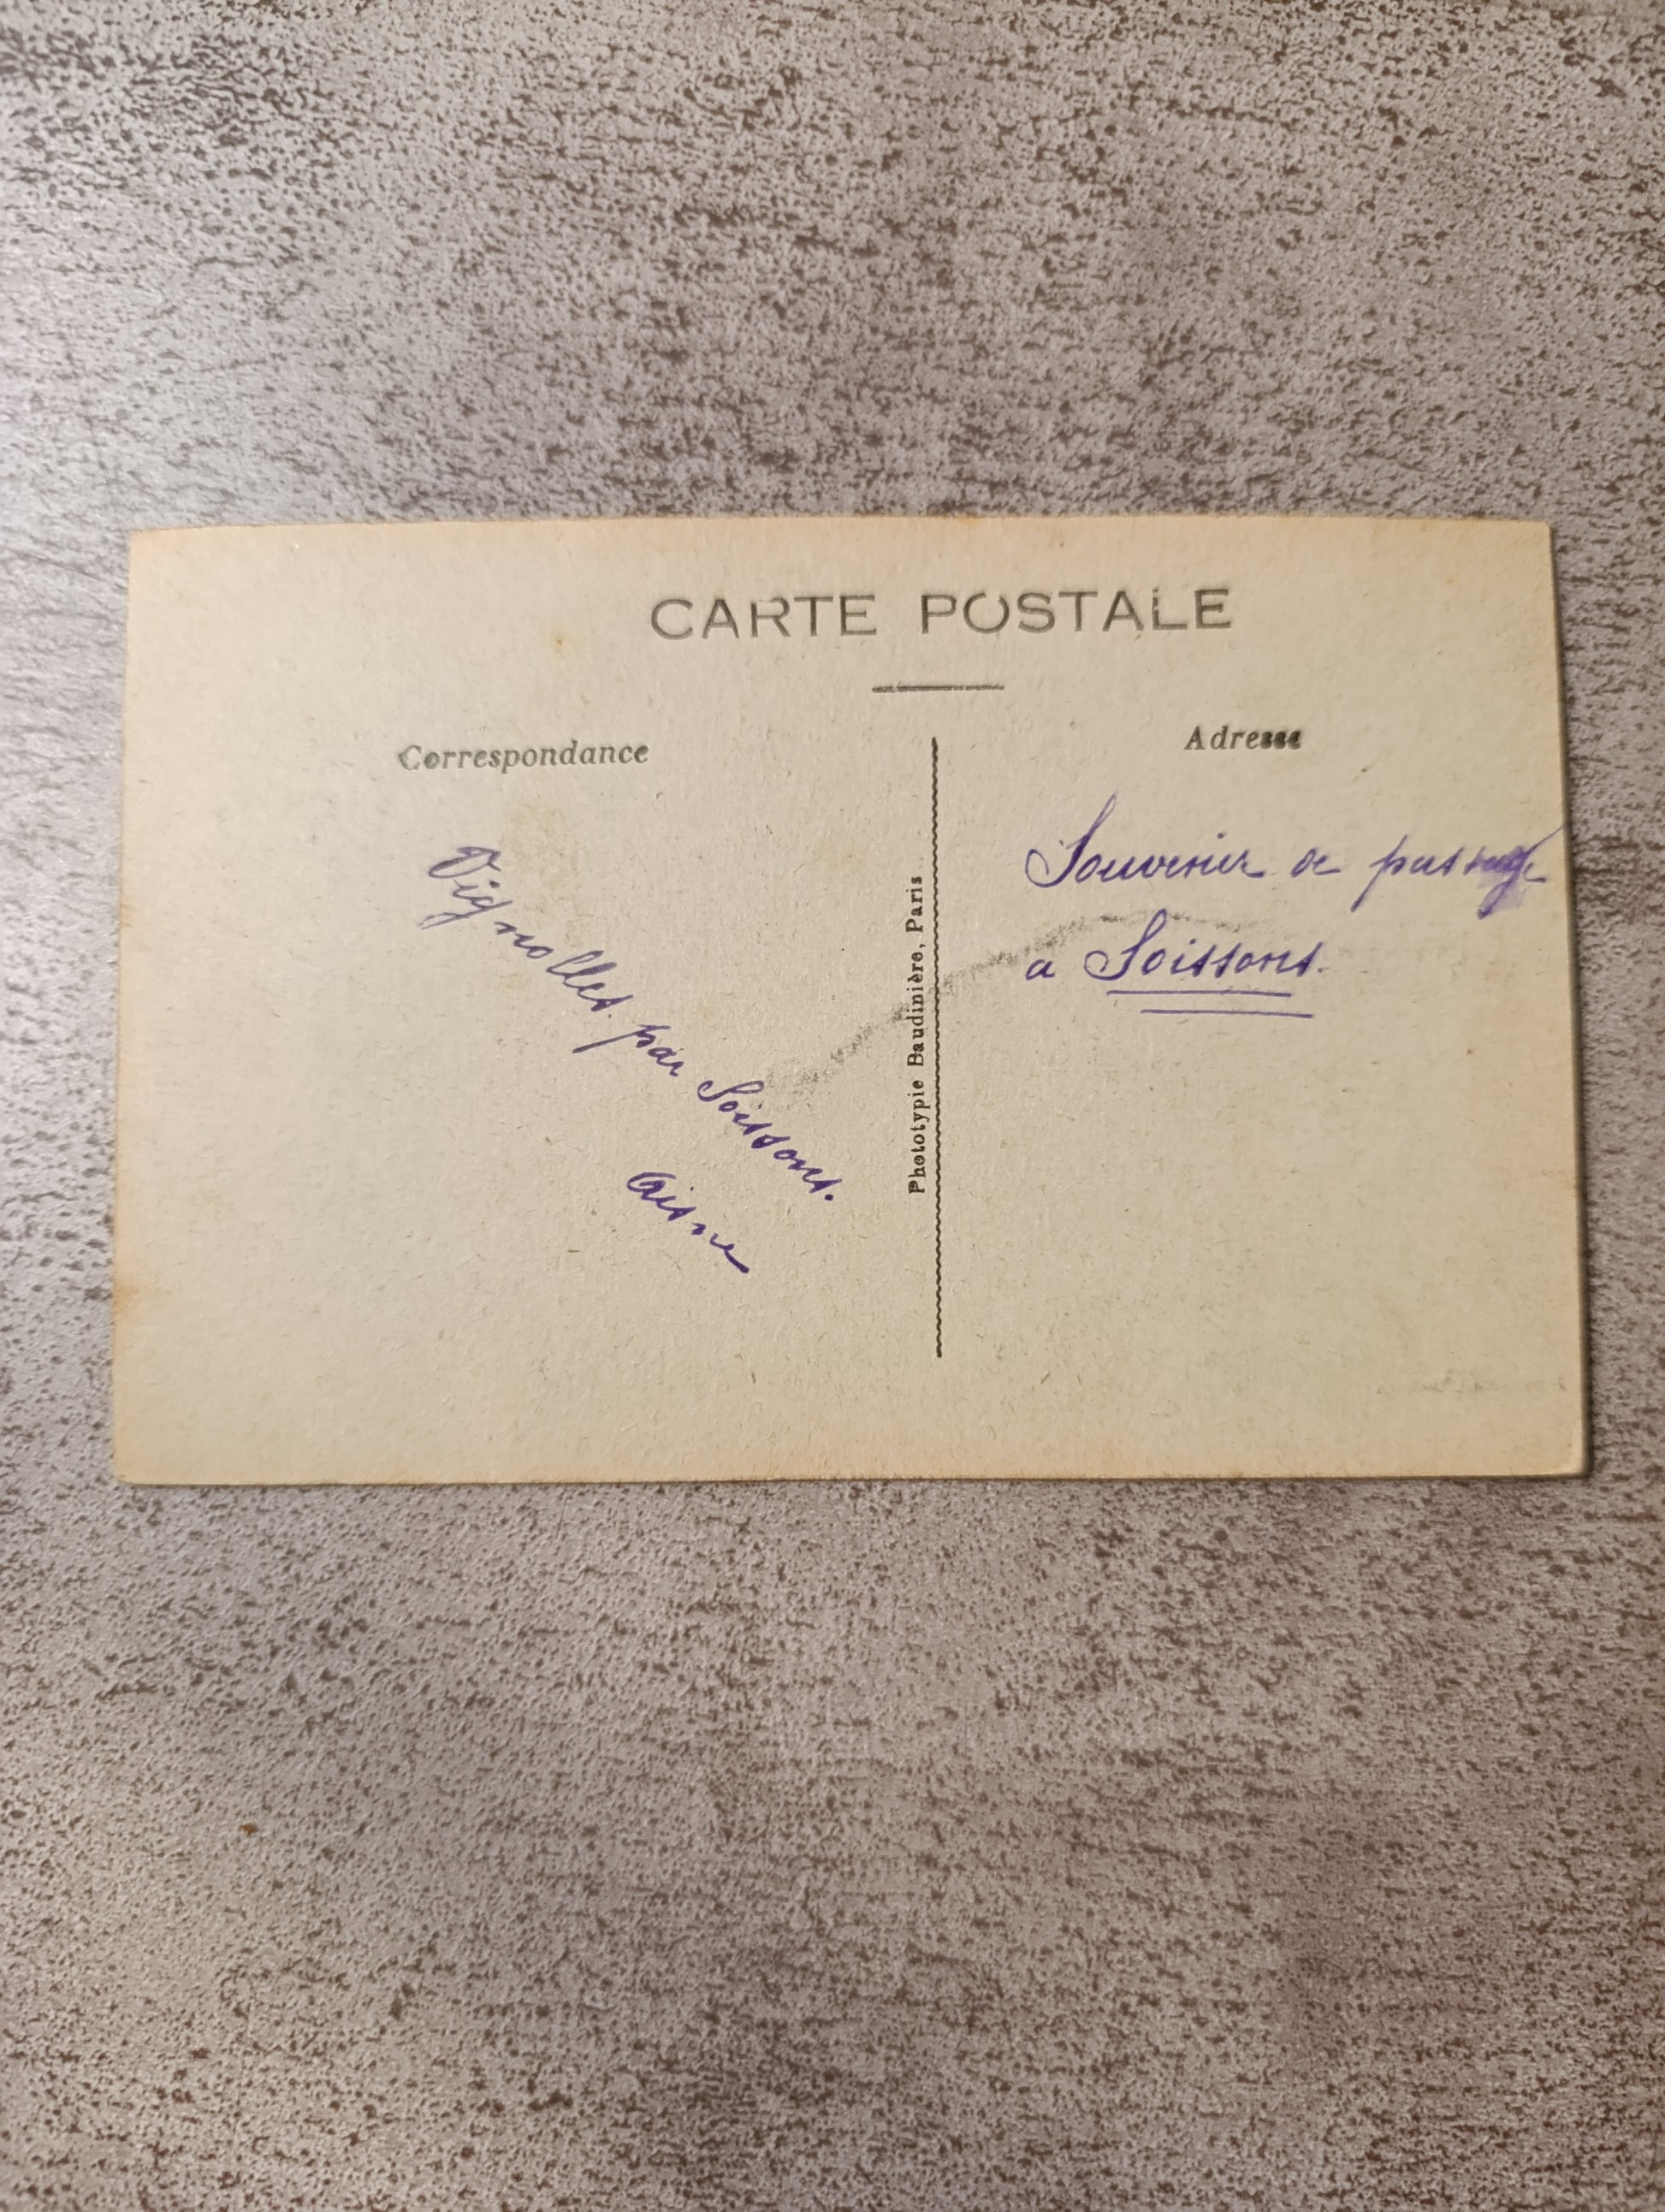 CARTE POSTALE
Correspondance
Vignolles. par Soissons.
Aisne
Phototypie Baudinière, Paris
Adresse
Souvenir de passage
a Soissons.